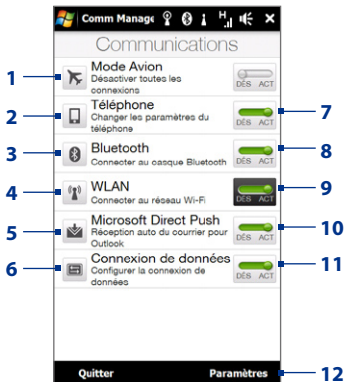 Comm Manage
H
Communications
1
Mode Avion
Désactiver toutes les
connexions
DÉS ACT
2
Téléphone
Changer les paramètres du
téléphone
DÉS ACT
7
3
Bluetooth
Connecter au casque Bluetooth
DÉS ACT
8
4
WLAN
Connecter au réseau Wi-Fi
DÉS ACT
9
5
Microsoft Direct Push
Réception auto du courrier pour
Outlook
DÉS ACT
10
6
Connexion de données
Configurer la connexion de
données
DÉS ACT
11
Quitter
Paramètres
12